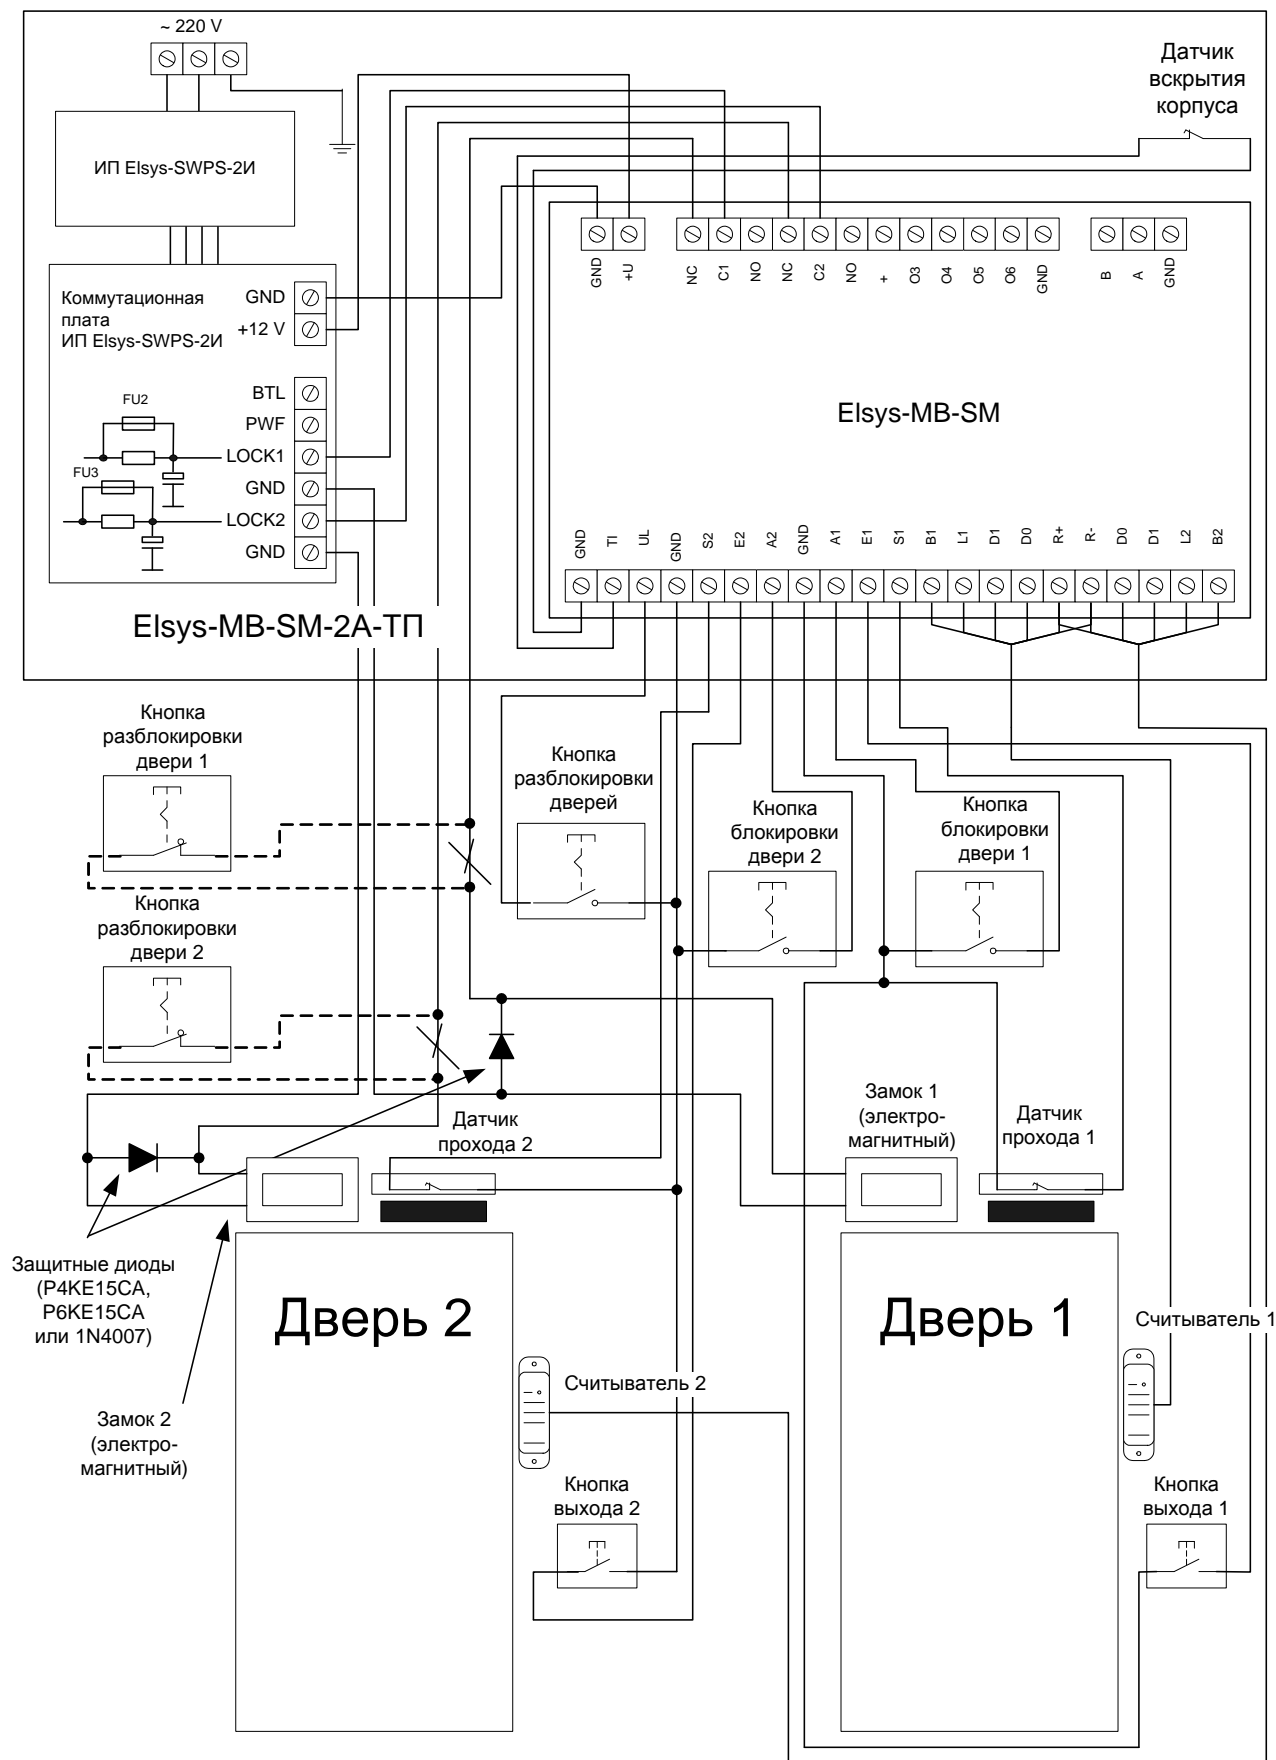 ~ 220 V
Датчик
вскрытия
корпуса
ИП Elsys-SWPS-2И
GND
+U
NC
C1
NO
NC
C2
NO
+
O3
O4
O5
O6
GND
B
A
GND
Коммутационная
плата
ИП Elsys-SWPS-2И
GND
+12 V
BTL
PWF
LOCK1
GND
LOCK2
GND
FU2
FU3
Elsys-MB-SM
GND
TI
UL
GND
S2
E2
A2
GND
A1
E1
S1
B1
L1
D1
D0
R+
R-
D0
D1
L2
B2
Elsys-MB-SM-2A-ТП
Кнопка
разблокировки
двери 1
Кнопка
разблокировки
дверей
Кнопка
блокировки
двери 2
Кнопка
блокировки
двери 1
Кнопка
разблокировки
двери 2
Датчик
прохода 2
Замок 1
(электро-
магнитный)
Датчик
прохода 1
Защитные диоды
(P4KE15CA,
P6KE15CA
или 1N4007)
Дверь 2
Дверь 1
Считыватель 1
Считыватель 2
Замок 2
(электро-
магнитный)
Кнопка
выхода 2
Кнопка
выхода 1